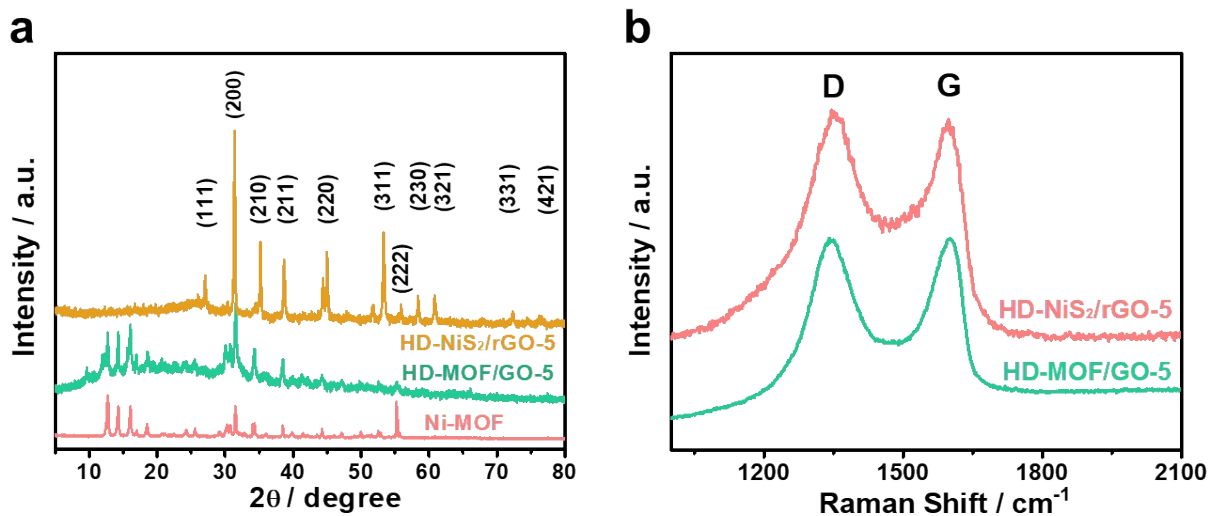 a
Intensity / a.u.
(111)
(200)
(210)
(211)
(220)
(311)
(222)
(230)
(321)
(331)
(421)
HD-NiS₂/rGO-5
HD-MOF/GO-5
Ni-MOF
10 20 30 40 50 60 70 80
2θ / degree
b
Intensity / a.u.
D G
HD-NiS₂/rGO-5
HD-MOF/GO-5
1200 1500 1800 2100
Raman Shift / cm⁻¹